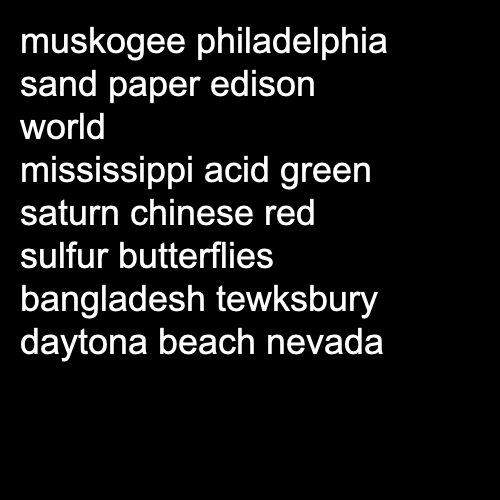 muskogee philadelphia
sand paper edison
world
mississippi acid green
saturn chinese red
sulfur butterflies
bangladesh tewksbury
daytona beach nevada